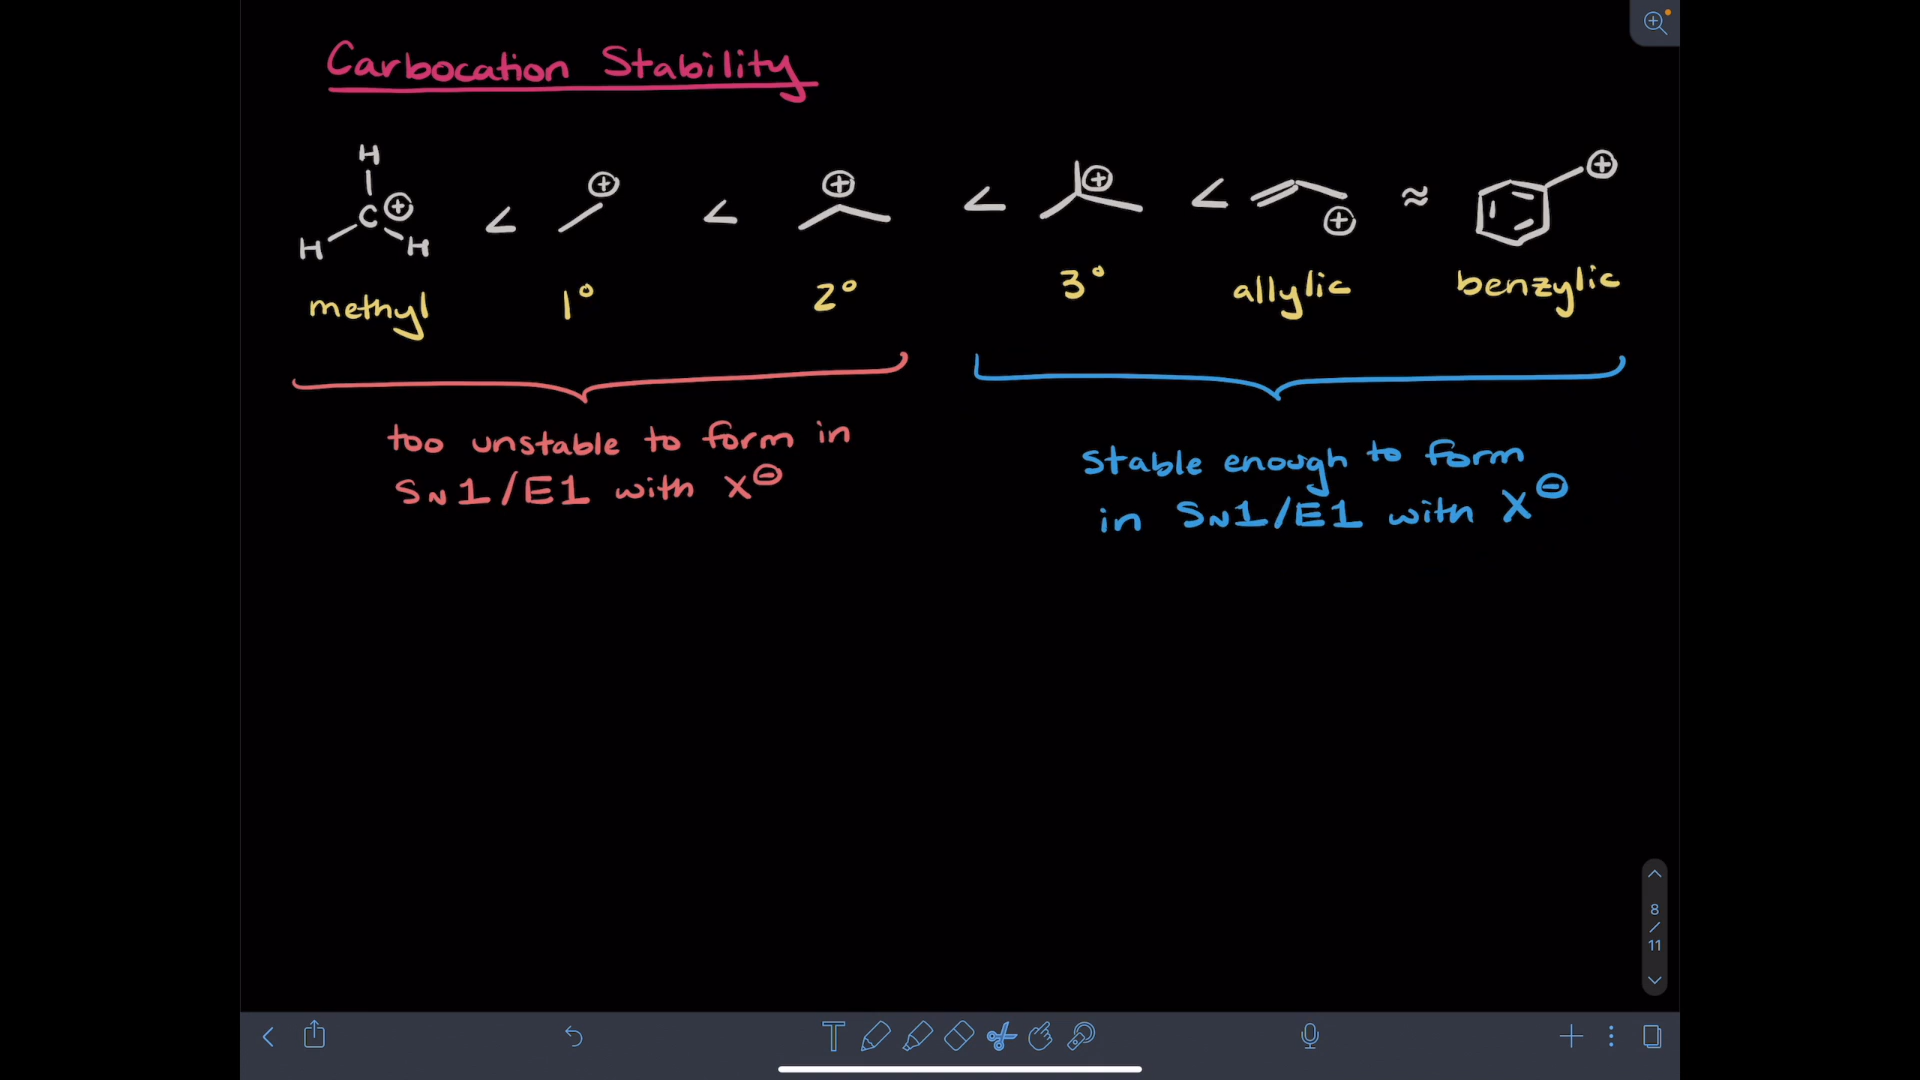 Carbocation Stability
H
C ⊕
H H
⊕
⊕
⊕
⊕
⊕
< < < < ≈
methyl 1° 2° 3° allylic benzylic
too unstable to form in
SN1/E1 with X⊖
stable enough to form
in SN1/E1 with X⊖
8
/
11
T